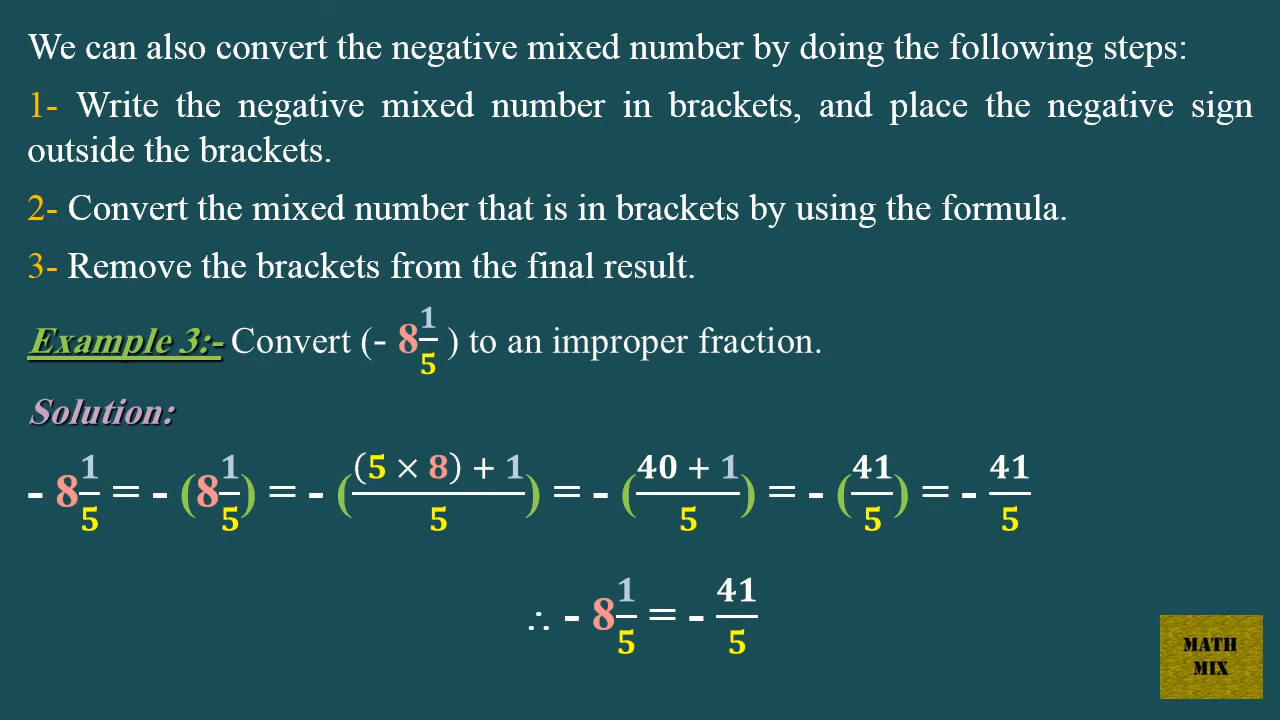 We can also convert the negative mixed number by doing the following steps:
1- Write the negative mixed number in brackets, and place the negative sign
outside the brackets.
2- Convert the mixed number that is in brackets by using the formula.
3- Remove the brackets from the final result.
Example 3:- Convert (- 8 1/5 ) to an improper fraction.
Solution:
- 8 1/5 = - (8 1/5) = - (((5 × 8) + 1)/5) = - ((40 + 1)/5) = - (41/5) = - 41/5
∴ - 8 1/5 = - 41/5
MATH
MIX